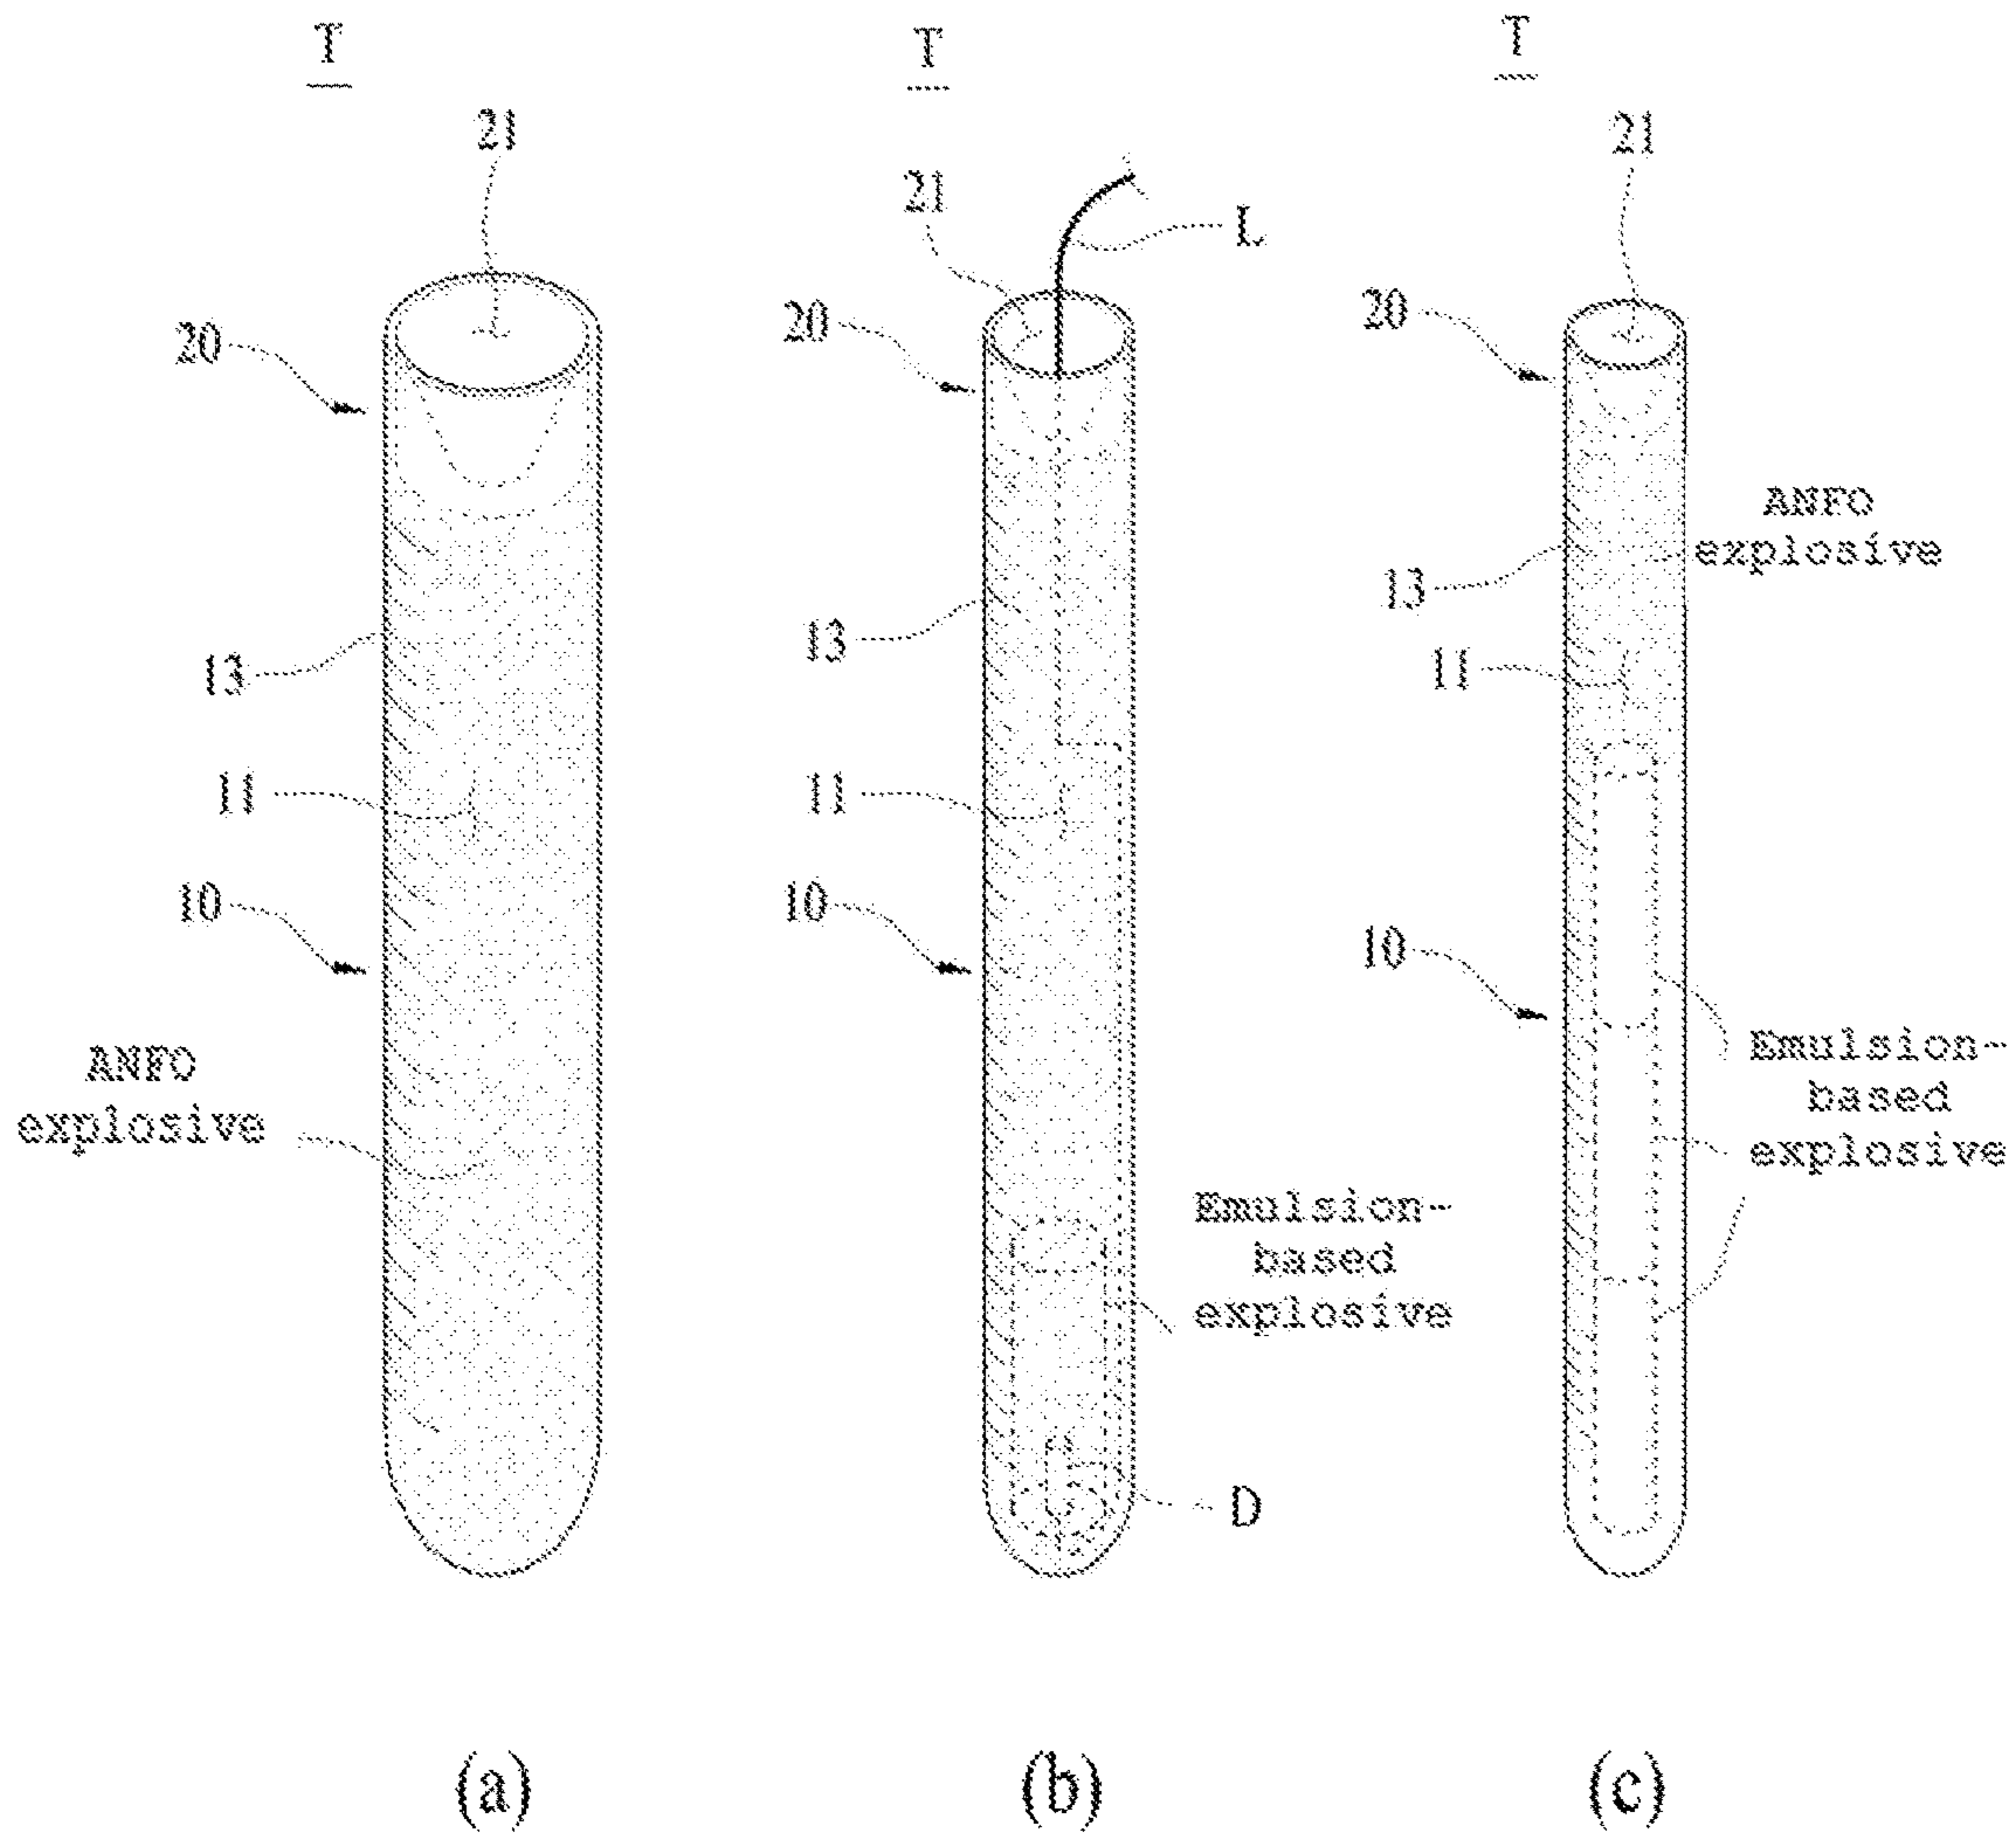 T
T
T
21
21
L
21
20
20
20
ANFO
explosive
13
13
13
11
11
11
10
10
10
ANFO
explosive
Emulsion-
based
explosive
Emulsion-
based
explosive
D
(a)
(b)
(c)